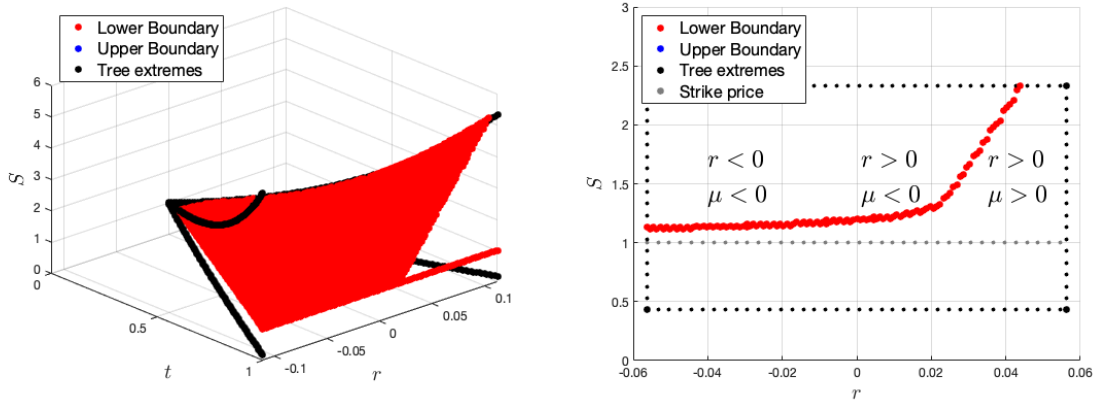 Lower Boundary
Upper Boundary
Tree extremes
6
5
4
3
2
1
0
S
0
0.5
1
t
-0.1
-0.05
0
0.05
0.1
r
Lower Boundary
Upper Boundary
Tree extremes
Strike price
3
2.5
2
1.5
1
0.5
0
S
r < 0
μ < 0
r > 0
μ < 0
r > 0
μ > 0
-0.06
-0.04
-0.02
0
0.02
0.04
0.06
r